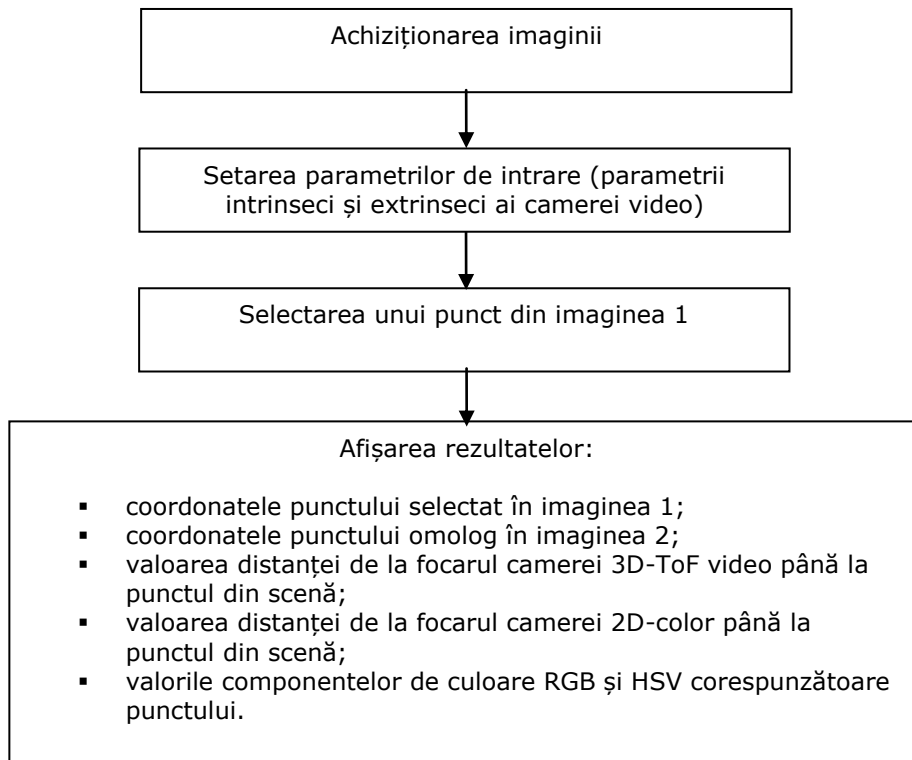 Achiziționarea imaginii
Setarea parametrilor de intrare (parametrii
intrinseci și extrinseci ai camerei video)
Selectarea unui punct din imaginea 1
Afișarea rezultatelor:
▪ coordonatele punctului selectat în imaginea 1;
▪ coordonatele punctului omolog în imaginea 2;
▪ valoarea distanței de la focarul camerei 3D-ToF video până la
punctul din scenă;
▪ valoarea distanței de la focarul camerei 2D-color până la
punctul din scenă;
▪ valorile componentelor de culoare RGB și HSV corespunzătoare
punctului.